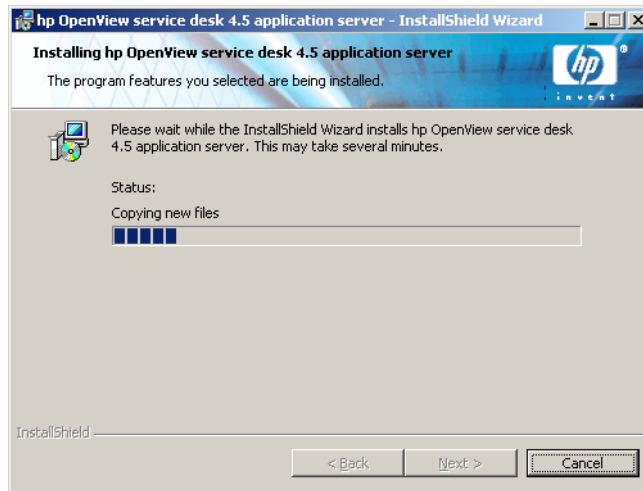 hp OpenView service desk 4.5 application server - InstallShield Wizard
Installing hp OpenView service desk 4.5 application server
The program features you selected are being installed.
hp
®
invent
Please wait while the InstallShield Wizard installs hp OpenView service desk
4.5 application server. This may take several minutes.
Status:
Copying new files
InstallShield
< Back
Next >
Cancel